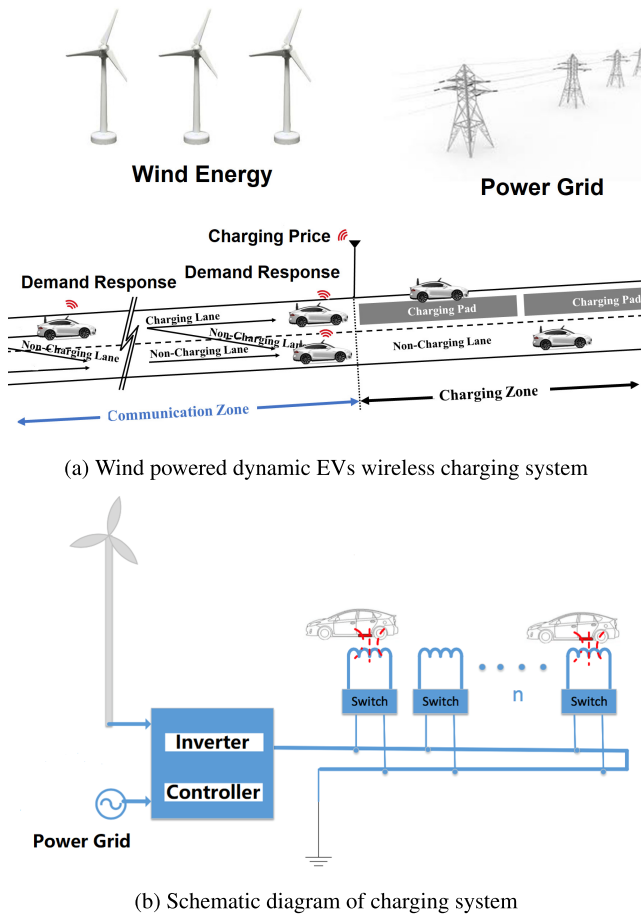 Wind Energy
Power Grid
Charging Price
Demand Response
Demand Response
Charging Lane
Non-Charging Lane
Non-Charging Lane
Non-Charging Lane
Charging Pad
Charging Pad
Non-Charging Lane
Communication Zone
Charging Zone
(a) Wind powered dynamic EVs wireless charging system
Switch
Switch
n
Switch
Inverter
Controller
Power Grid
(b) Schematic diagram of charging system